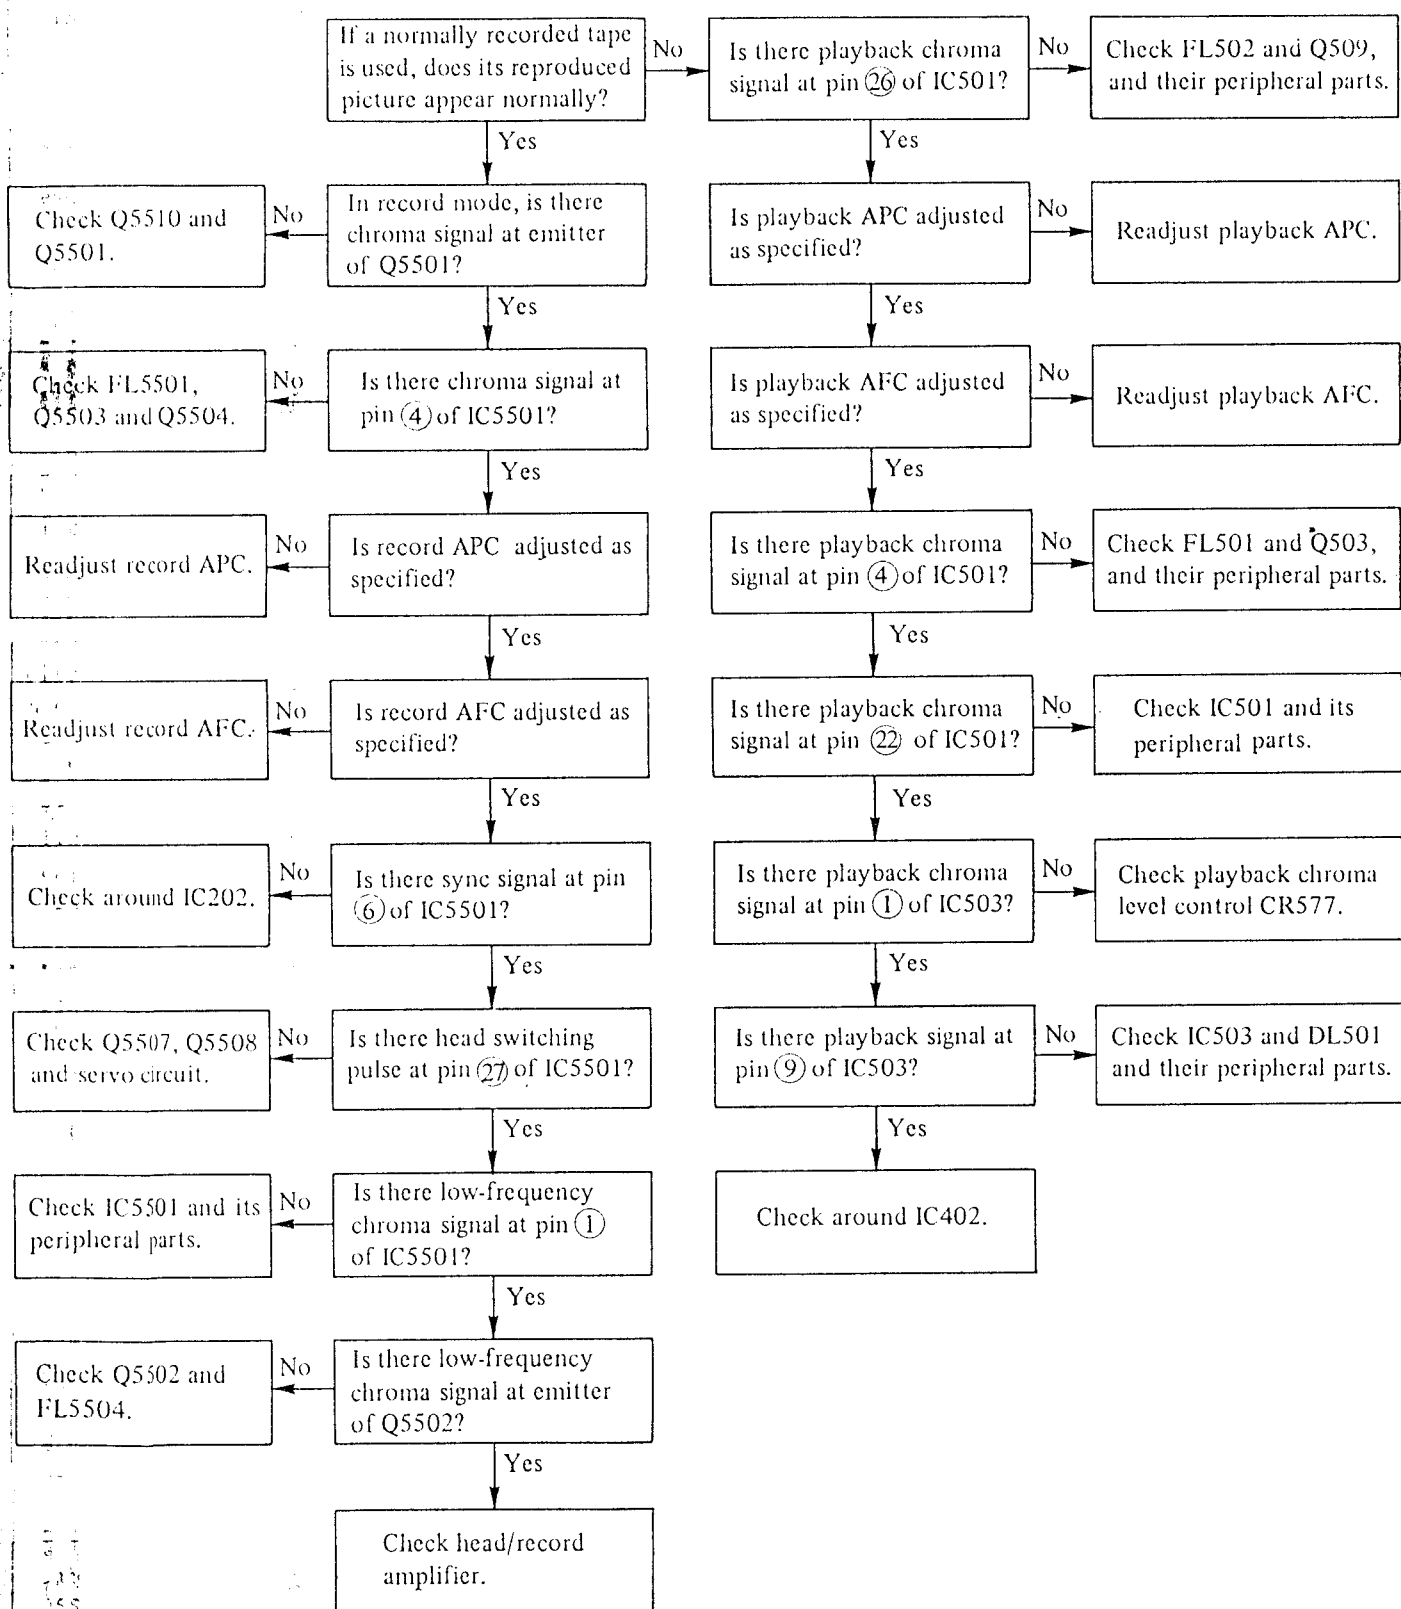 If a normally recorded tape
is used, does its reproduced
picture appear normally?
No
Is there playback chroma
signal at pin 26 of IC501?
No
Check FL502 and Q509,
and their peripheral parts.
Yes
Yes
Check Q5510 and
Q5501.
No
In record mode, is there
chroma signal at emitter
of Q5501?
Is playback APC adjusted
as specified?
No
Readjust playback APC.
Yes
Yes
Check FL5501,
Q5503 and Q5504.
No
Is there chroma signal at
pin 4 of IC5501?
Is playback AFC adjusted
as specified?
No
Readjust playback AFC.
Yes
Yes
Readjust record APC.
No
Is record APC adjusted as
specified?
Is there playback chroma
signal at pin 4 of IC501?
No
Check FL501 and Q503,
and their peripheral parts.
Yes
Yes
Readjust record AFC.
No
Is record AFC adjusted as
specified?
Is there playback chroma
signal at pin 22 of IC501?
No
Check IC501 and its
peripheral parts.
Yes
Yes
Check around IC202.
No
Is there sync signal at pin
6 of IC5501?
Is there playback chroma
signal at pin 1 of IC503?
No
Check playback chroma
level control CR577.
Yes
Yes
Check Q5507, Q5508
and servo circuit.
No
Is there head switching
pulse at pin 27 of IC5501?
Is there playback signal at
pin 9 of IC503?
No
Check IC503 and DL501
and their peripheral parts.
Yes
Yes
Check IC5501 and its
peripheral parts.
No
Is there low-frequency
chroma signal at pin 1
of IC5501?
Check around IC402.
Yes
Check Q5502 and
FL5504.
No
Is there low-frequency
chroma signal at emitter
of Q5502?
Yes
Check head/record
amplifier.